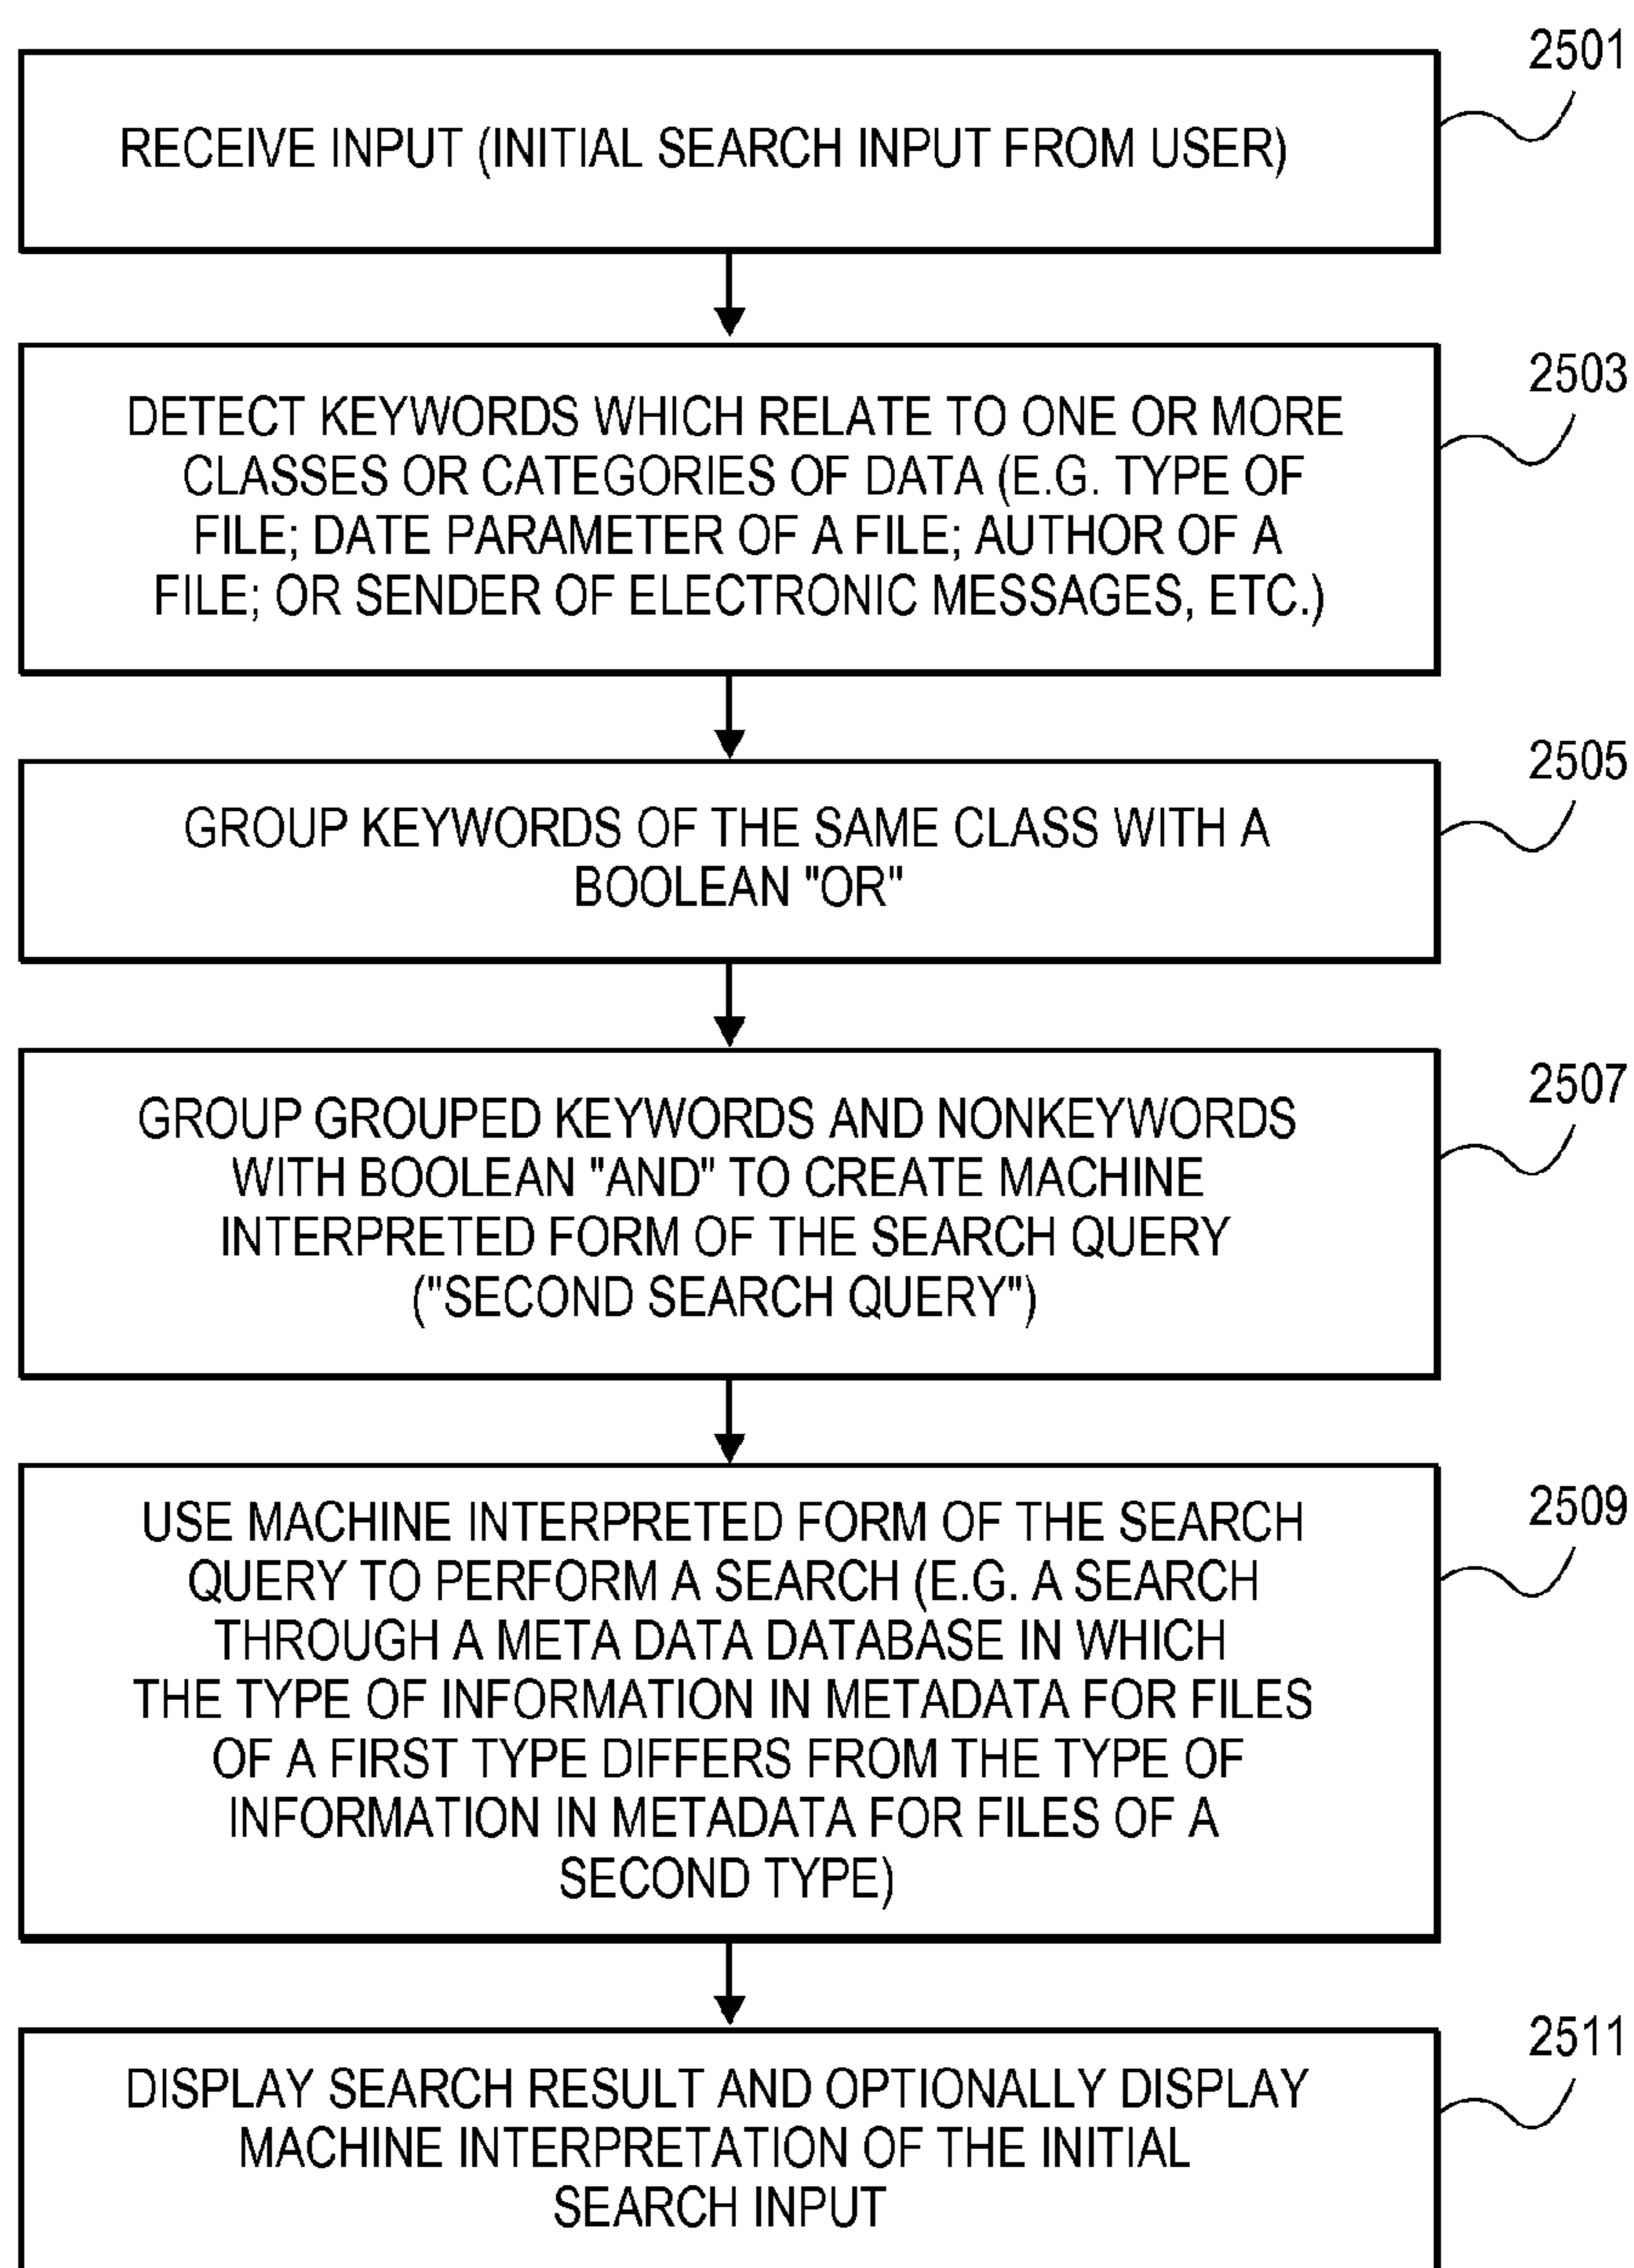 2501
RECEIVE INPUT (INITIAL SEARCH INPUT FROM USER)
2503
DETECT KEYWORDS WHICH RELATE TO ONE OR MORE
CLASSES OR CATEGORIES OF DATA (E.G. TYPE OF
FILE; DATE PARAMETER OF A FILE; AUTHOR OF A
FILE; OR SENDER OF ELECTRONIC MESSAGES, ETC.)
2505
GROUP KEYWORDS OF THE SAME CLASS WITH A
BOOLEAN "OR"
2507
GROUP GROUPED KEYWORDS AND NONKEYWORDS
WITH BOOLEAN "AND" TO CREATE MACHINE
INTERPRETED FORM OF THE SEARCH QUERY
("SECOND SEARCH QUERY")
2509
USE MACHINE INTERPRETED FORM OF THE SEARCH
QUERY TO PERFORM A SEARCH (E.G. A SEARCH
THROUGH A META DATA DATABASE IN WHICH
THE TYPE OF INFORMATION IN METADATA FOR FILES
OF A FIRST TYPE DIFFERS FROM THE TYPE OF
INFORMATION IN METADATA FOR FILES OF A
SECOND TYPE)
2511
DISPLAY SEARCH RESULT AND OPTIONALLY DISPLAY
MACHINE INTERPRETATION OF THE INITIAL
SEARCH INPUT